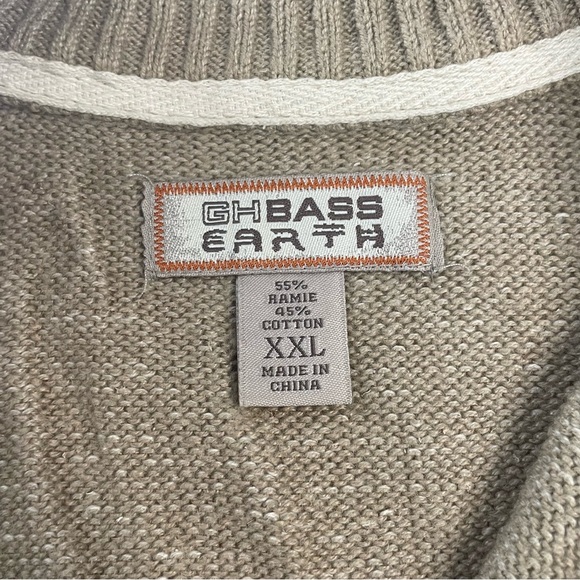 GHBASS
EARTH
55%
RAMIE
45%
COTTON
XXL
MADE IN
CHINA